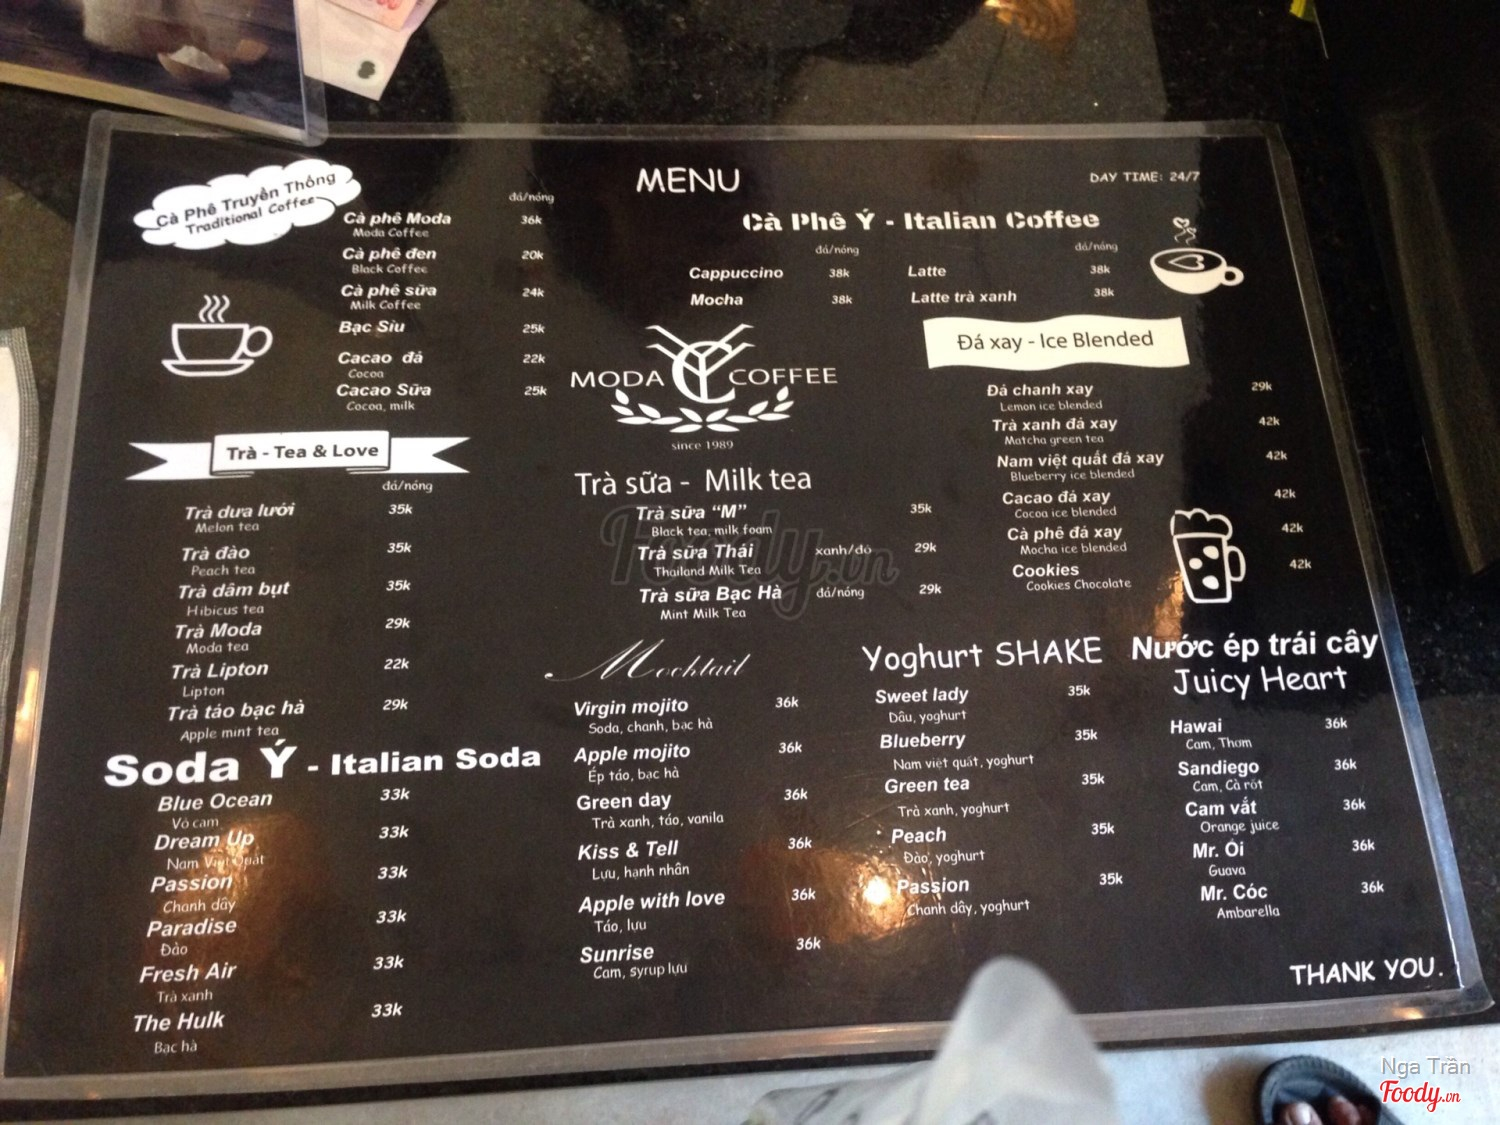 MENU
DAY TIME: 24/7
Cà Phê Truyền Thống
Traditional Coffee
đá/nóng
Cà phê Moda 36k
Moda Coffee
Cà phê đen 20k
Black Coffee
Cà phê sữa 24k
Milk Coffee
Bạc Sỉu 25k
Cacao đá 22k
Cocoa
Cacao Sữa 25k
Cocoa, milk
Cà Phê Ý - Italian Coffee
đá/nóng đá/nóng
Cappuccino 38k Latte 38k
Mocha 38k Latte trà xanh 38k
MODA COFFEE
since 1989
Đá xay - Ice Blended
Đá chanh xay 29k
Lemon ice blended
Trà xanh đá xay 42k
Matcha green tea
Nam việt quất đá xay 42k
Blueberry ice blended
Cacao đá xay 42k
Cocoa ice blended
Cà phê đá xay 42k
Mocha ice blended
Cookies 42k
Cookies Chocolate
Trà - Tea & Love
đá/nóng
Trà dưa lưới 35k
Melon tea
Trà đào 35k
Peach tea
Trà dâm bụt 35k
Hibicus tea
Trà Moda 29k
Moda tea
Trà Lipton 22k
Lipton
Trà táo bạc hà 29k
Apple mint tea
Trà sữa - Milk tea
Trà sữa “M” 35k
Black tea, milk foam
Trà sữa Thái xanh/đỏ 29k
Thailand Milk Tea
Trà sữa Bạc Hà đá/nóng 29k
Mint Milk Tea
Foody.vn
Soda Ý - Italian Soda
Blue Ocean 33k
Vỏ cam
Dream Up 33k
Nam Việt Quất
Passion 33k
Chanh dây
Paradise 33k
Đào
Fresh Air 33k
Trà xanh
The Hulk 33k
Bạc hà
Mocktail
Virgin mojito 36k
Soda, chanh, bạc hà
Apple mojito 36k
Ép táo, bạc hà
Green day 36k
Trà xanh, táo, vanila
Kiss & Tell 36k
Lựu, hạnh nhân
Apple with love 36k
Táo, lựu
Sunrise 36k
Cam, syrup lựu
Yoghurt SHAKE
Sweet lady 35k
Dâu, yoghurt
Blueberry 35k
Nam việt quất, yoghurt
Green tea 35k
Trà xanh, yoghurt
Peach 35k
Đào, yoghurt
Passion 35k
Chanh dây, yoghurt
Nước ép trái cây
Juicy Heart
Hawai 36k
Cam, Thơm
Sandiego 36k
Cam, Cà rốt
Cam vắt 36k
Orange juice
Mr. Ổi 36k
Guava
Mr. Cóc 36k
Ambarella
THANK YOU.
Nga Trần
Foody.vn